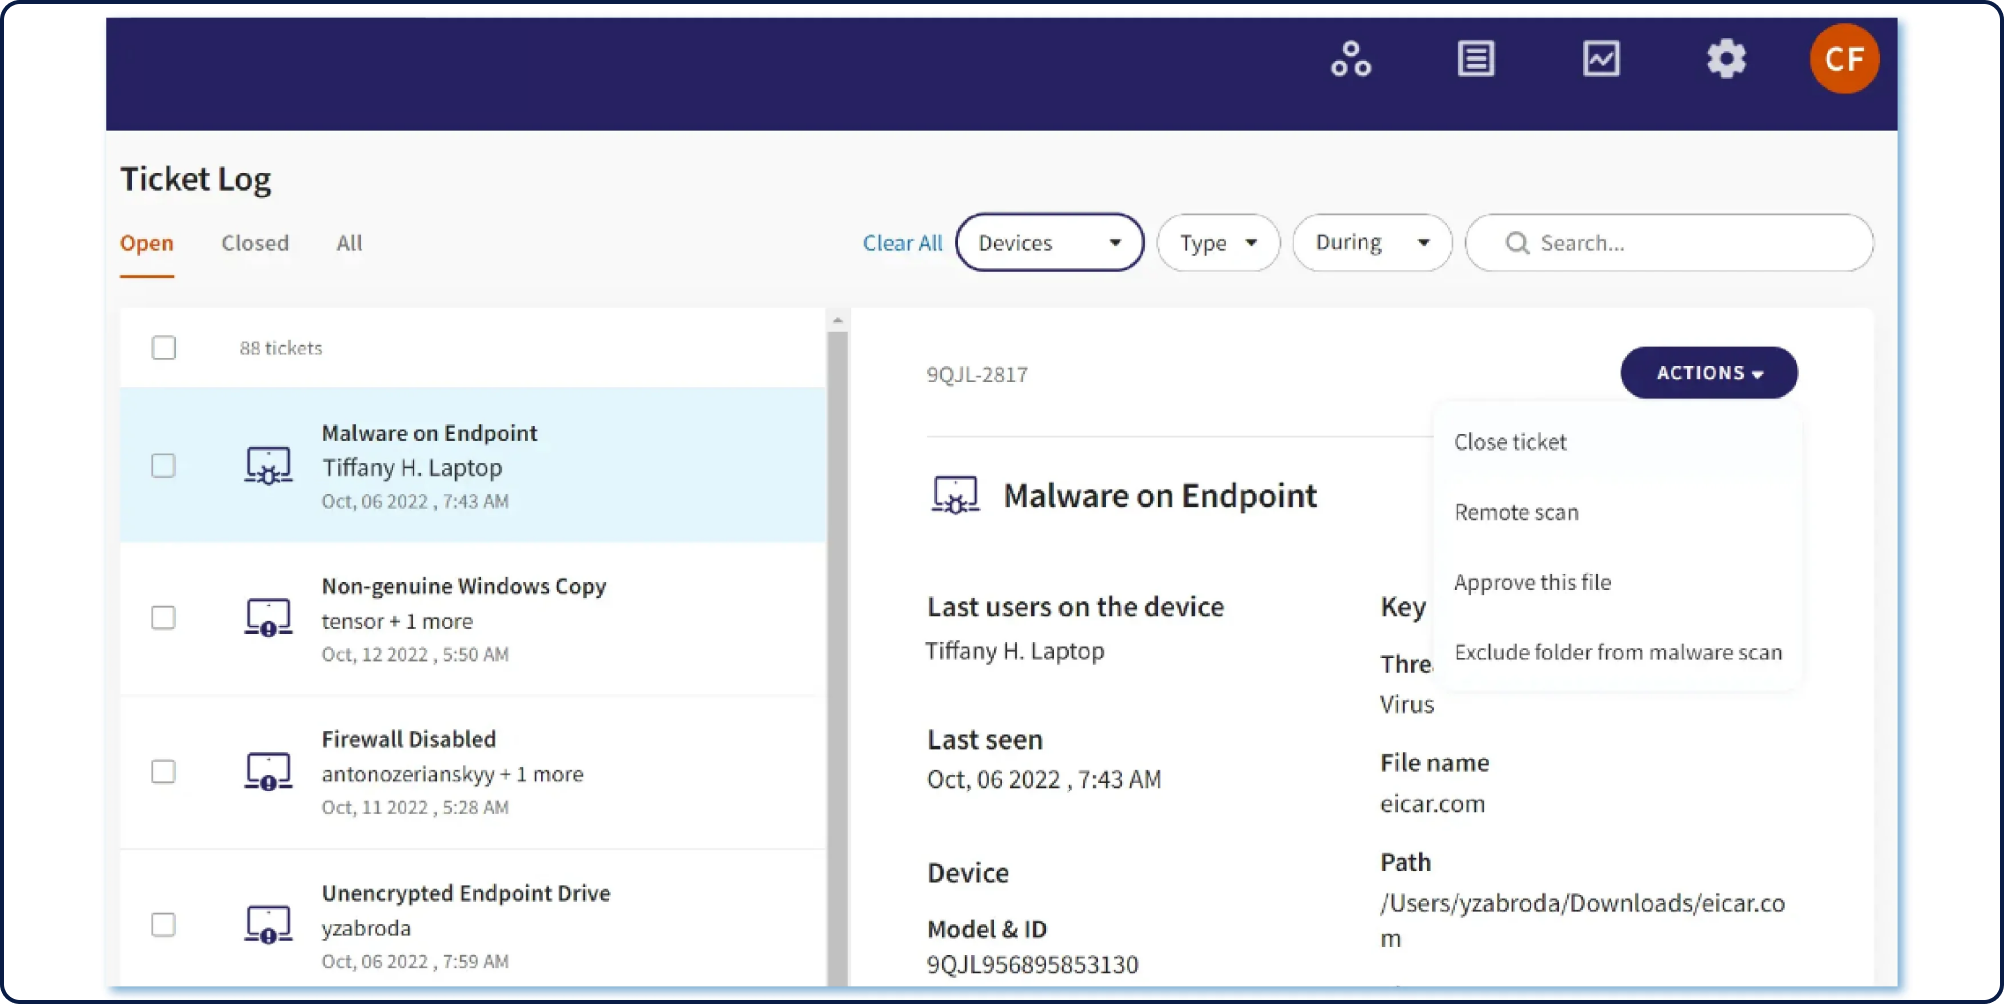 CF
Ticket Log
Open Closed All
Clear All Devices Type During Search...
88 tickets
Malware on Endpoint
Tiffany H. Laptop
Oct, 06 2022 , 7:43 AM
Non-genuine Windows Copy
tensor + 1 more
Oct, 12 2022 , 5:50 AM
Firewall Disabled
antonozerianskyy + 1 more
Oct, 11 2022 , 5:28 AM
Unencrypted Endpoint Drive
yzabroda
Oct, 06 2022 , 7:59 AM
9QJL-2817
ACTIONS
Close ticket
Remote scan
Approve this file
Exclude folder from malware scan
Malware on Endpoint
Last users on the device
Tiffany H. Laptop
Last seen
Oct, 06 2022 , 7:43 AM
Device
Model & ID
9QJL956895853130
Key
Virus
File name
eicar.com
Path
/Users/yzabroda/Downloads/eicar.co
m